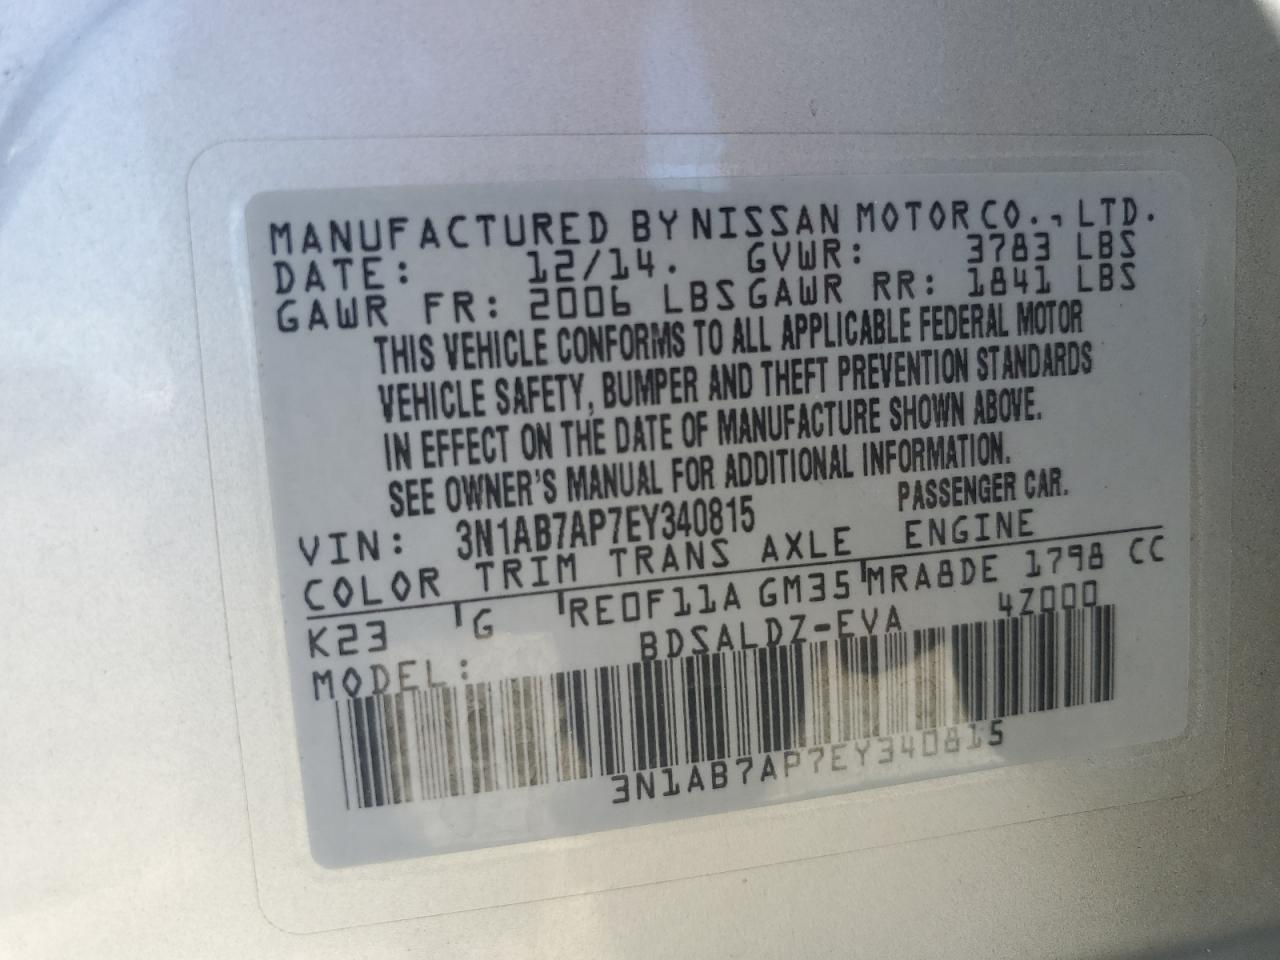 MANUFACTURED BY NISSAN MOTOR CO., LTD.
DATE: 12/14. GVWR: 3783 LBS
GAWR FR: 2006 LBS GAWR RR: 1841 LBS
THIS VEHICLE CONFORMS TO ALL APPLICABLE FEDERAL MOTOR
VEHICLE SAFETY, BUMPER AND THEFT PREVENTION STANDARDS
IN EFFECT ON THE DATE OF MANUFACTURE SHOWN ABOVE.
SEE OWNER'S MANUAL FOR ADDITIONAL INFORMATION.
VIN: 3N1AB7AP7EY340815 PASSENGER CAR.
COLOR TRIM TRANS AXLE ENGINE
K23 G RE0F11A GM35 MRA8DE 1798 CC
MODEL: BDSALDZ-EVA 4Z000
3N1AB7AP7EY340815